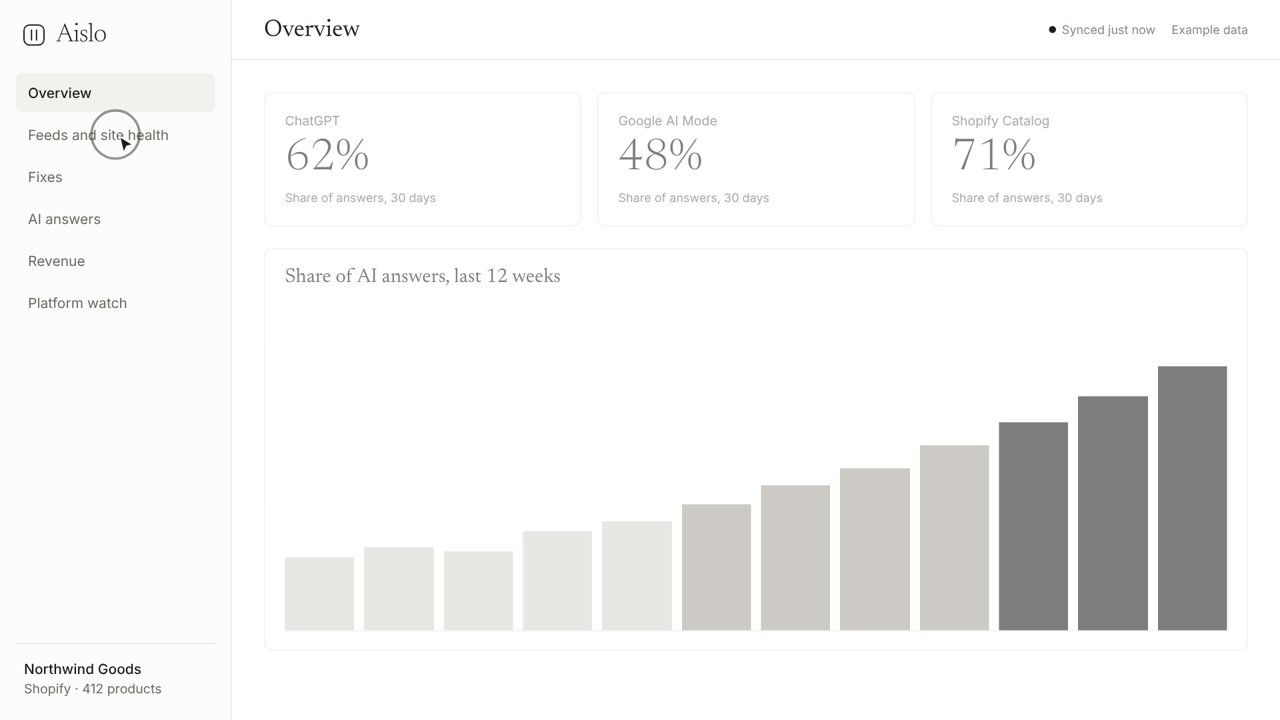 Aislo
Overview
Feeds and site health
Fixes
AI answers
Revenue
Platform watch
Northwind Goods
Shopify · 412 products
Overview
Synced just now
Example data
ChatGPT
62%
Share of answers, 30 days
Google AI Mode
48%
Share of answers, 30 days
Shopify Catalog
71%
Share of answers, 30 days
Share of AI answers, last 12 weeks